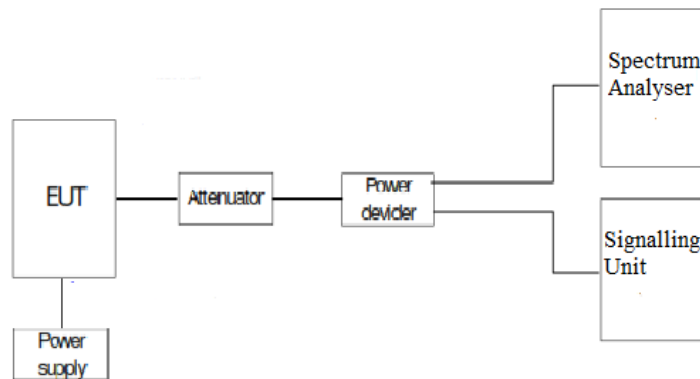 EUT
Attenuator
Power
devider
Spectrum
Analyser
Signalling
Unit
Power
supply